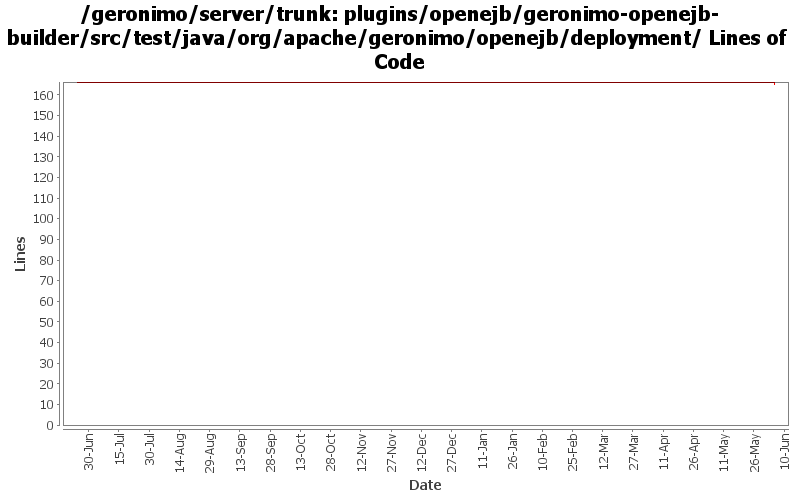 /geronimo/server/trunk: plugins/openejb/geronimo-openejb-
builder/src/test/java/org/apache/geronimo/openejb/deployment/ Lines of
Code
160
150
140
130
120
110
100
90
80
70
60
50
40
30
20
10
0
Lines
30-Jun
15-Jul
30-Jul
14-Aug
29-Aug
13-Sep
28-Sep
13-Oct
28-Oct
12-Nov
27-Nov
12-Dec
27-Dec
11-Jan
26-Jan
10-Feb
25-Feb
12-Mar
27-Mar
11-Apr
26-Apr
11-May
26-May
10-Jun
Date